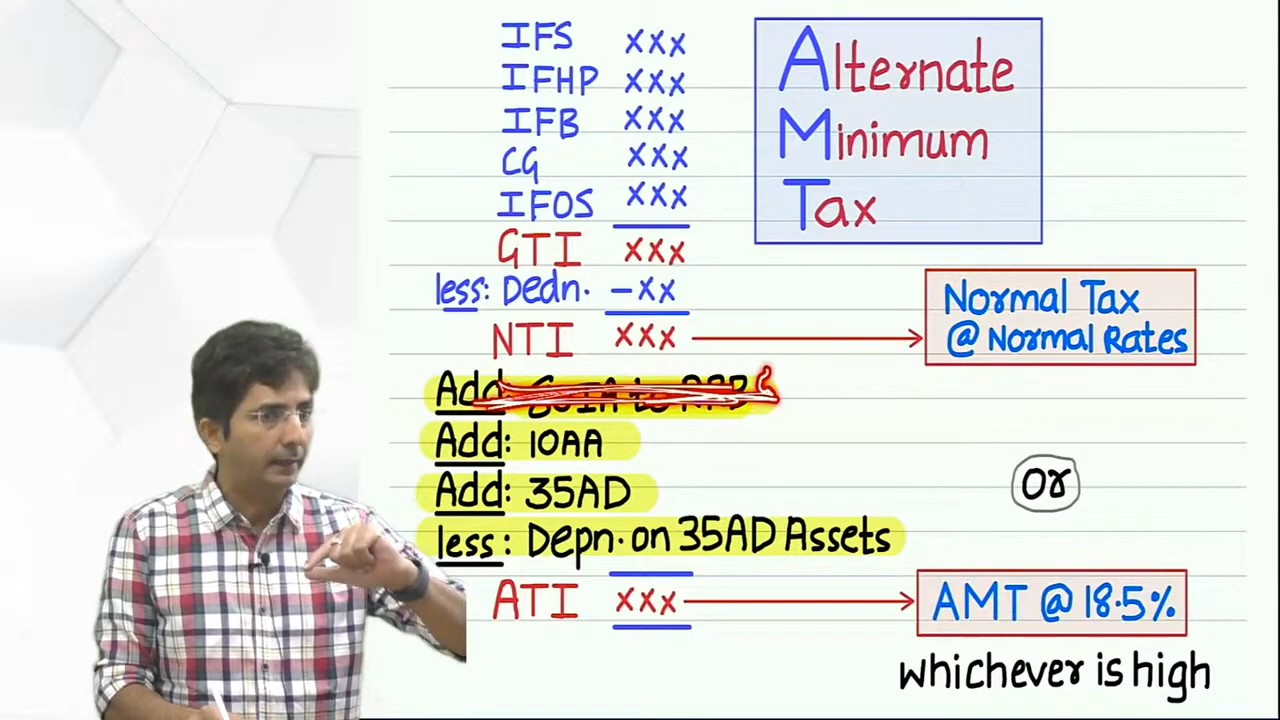 IFS xxx
IFHP xxx
IFB xxx
CG xxx
IFOS xxx
GTI xxx
less: Dedn. -xx
NTI xxx
Add
Add: 10AA
Add: 35AD
less: Depn. on 35AD Assets
ATI xxx
Alternate
Minimum
Tax
Normal Tax
@ Normal Rates
or
AMT @ 18.5%
whichever is high